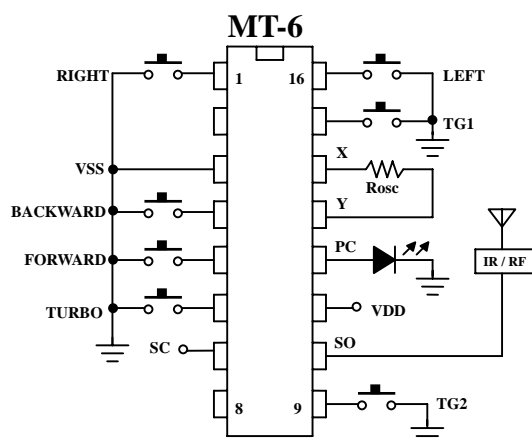 MT-6
RIGHT
1
16
LEFT
TG1
X
VSS
Rosc
BACKWARD
Y
FORWARD
PC
IR / RF
TURBO
VDD
SC
SO
8
9
TG2